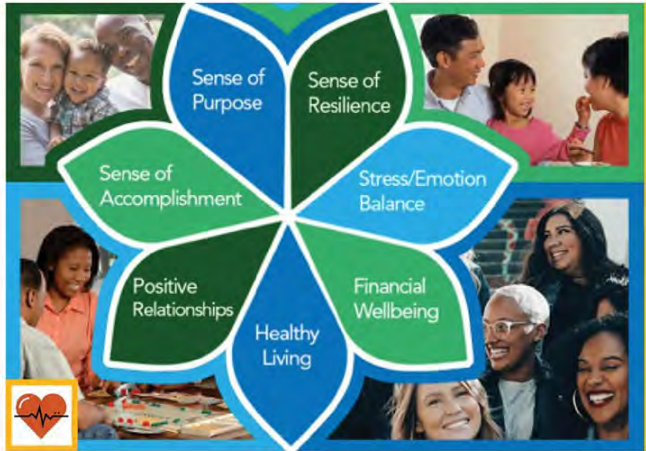 Sense of
Purpose
Sense of
Resilience
Sense of
Accomplishment
Stress/Emotion
Balance
Positive
Relationships
Financial
Wellbeing
Healthy
Living